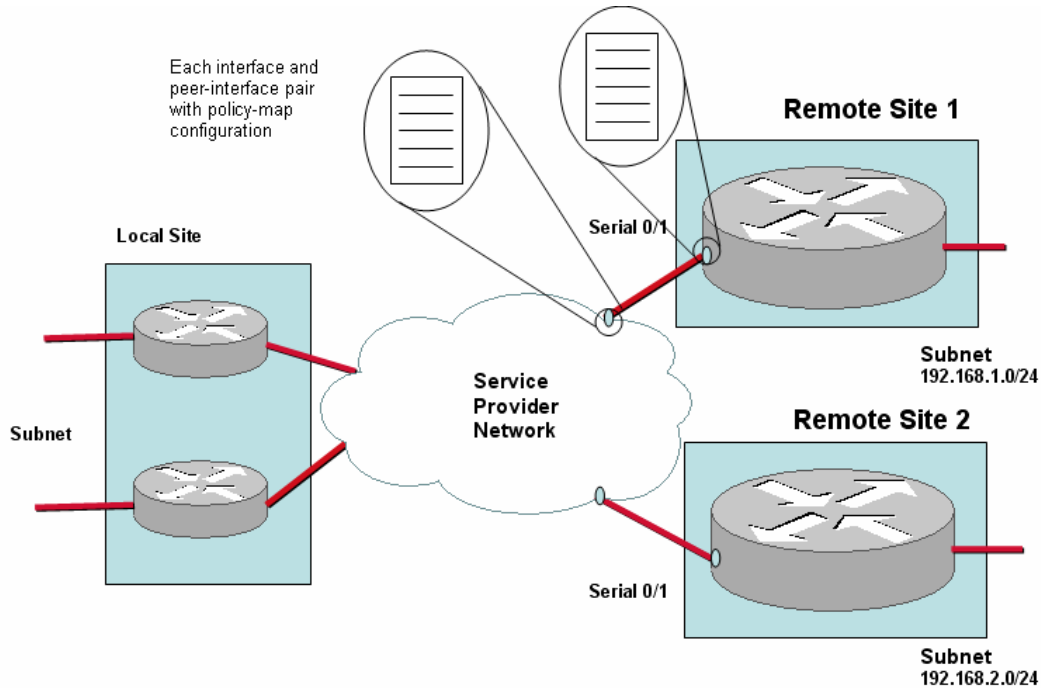 Each interface and
peer-interface pair
with policy-map
configuration
Remote Site 1
Serial 0/1
Local Site
Subnet
192.168.1.0/24
Service
Provider
Network
Remote Site 2
Subnet
Serial 0/1
Subnet
192.168.2.0/24